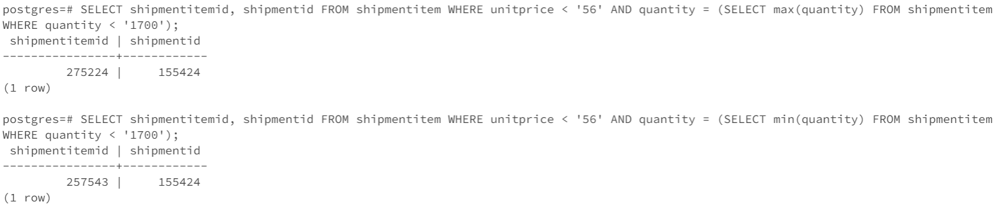 postgres=# SELECT shipmentitemid, shipmentid FROM shipmentitem WHERE unitprice < '56' AND quantity = (SELECT max(quantity) FROM shipmentitem
WHERE quantity < '1700');
 shipmentitemid | shipmentid
----------------+------------
         275224 |     155424
(1 row)

postgres=# SELECT shipmentitemid, shipmentid FROM shipmentitem WHERE unitprice < '56' AND quantity = (SELECT min(quantity) FROM shipmentitem
WHERE quantity < '1700');
 shipmentitemid | shipmentid
----------------+------------
         257543 |     155424
(1 row)